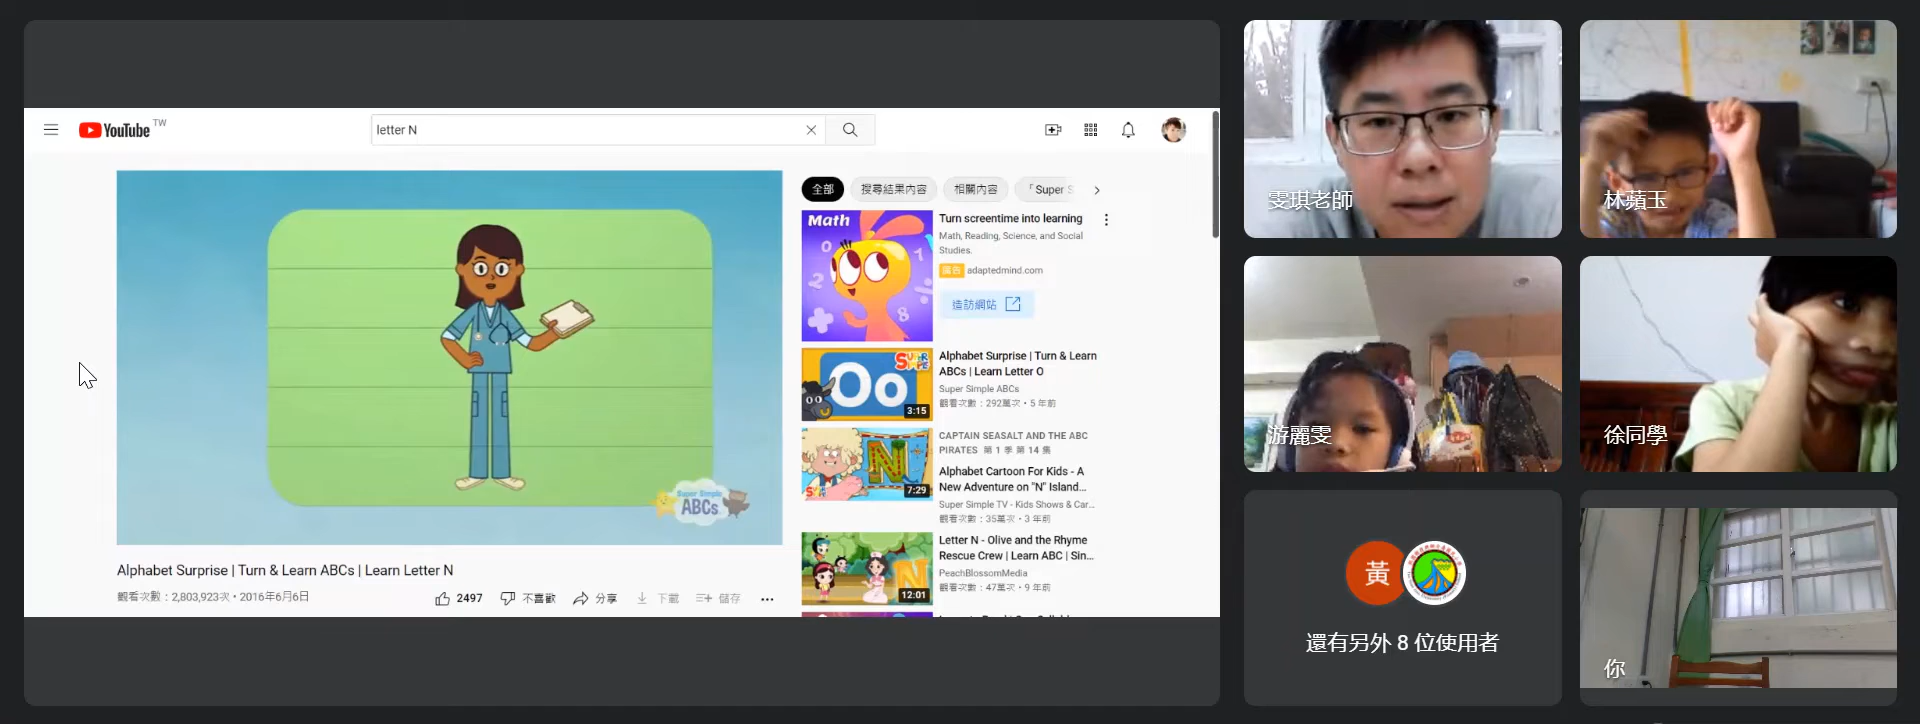 YouTube TW
letter N
全部
搜尋結果內容
相關內容
「Super S
Math
Turn screentime into learning
Math, Reading, Science, and Social
Studies.
廣告 adaptedmind.com
造訪網站
Oo
3:15
Alphabet Surprise | Turn & Learn
ABCs | Learn Letter O
Super Simple ABCs
觀看次數：292萬次・5 年前
N
7:29
CAPTAIN SEASALT AND THE ABC
PIRATES 第 1 季 第 14 集
Alphabet Cartoon For Kids - A
New Adventure on "N" Island...
Super Simple TV - Kids Shows & Car...
觀看次數：35萬次・3 年前
N
12:01
Letter N - Olive and the Rhyme
Rescue Crew | Learn ABC | Sin...
PeachBlossomMedia
觀看次數：47萬次・9 年前
Super Simple
ABCs
Alphabet Surprise | Turn & Learn ABCs | Learn Letter N
觀看次數：2,803,923次・2016年6月6日
2497
不喜歡
分享
下載
儲存
雯琪老師
林蘋玉
游麗雯
徐同學
黃
還有另外 8 位使用者
你